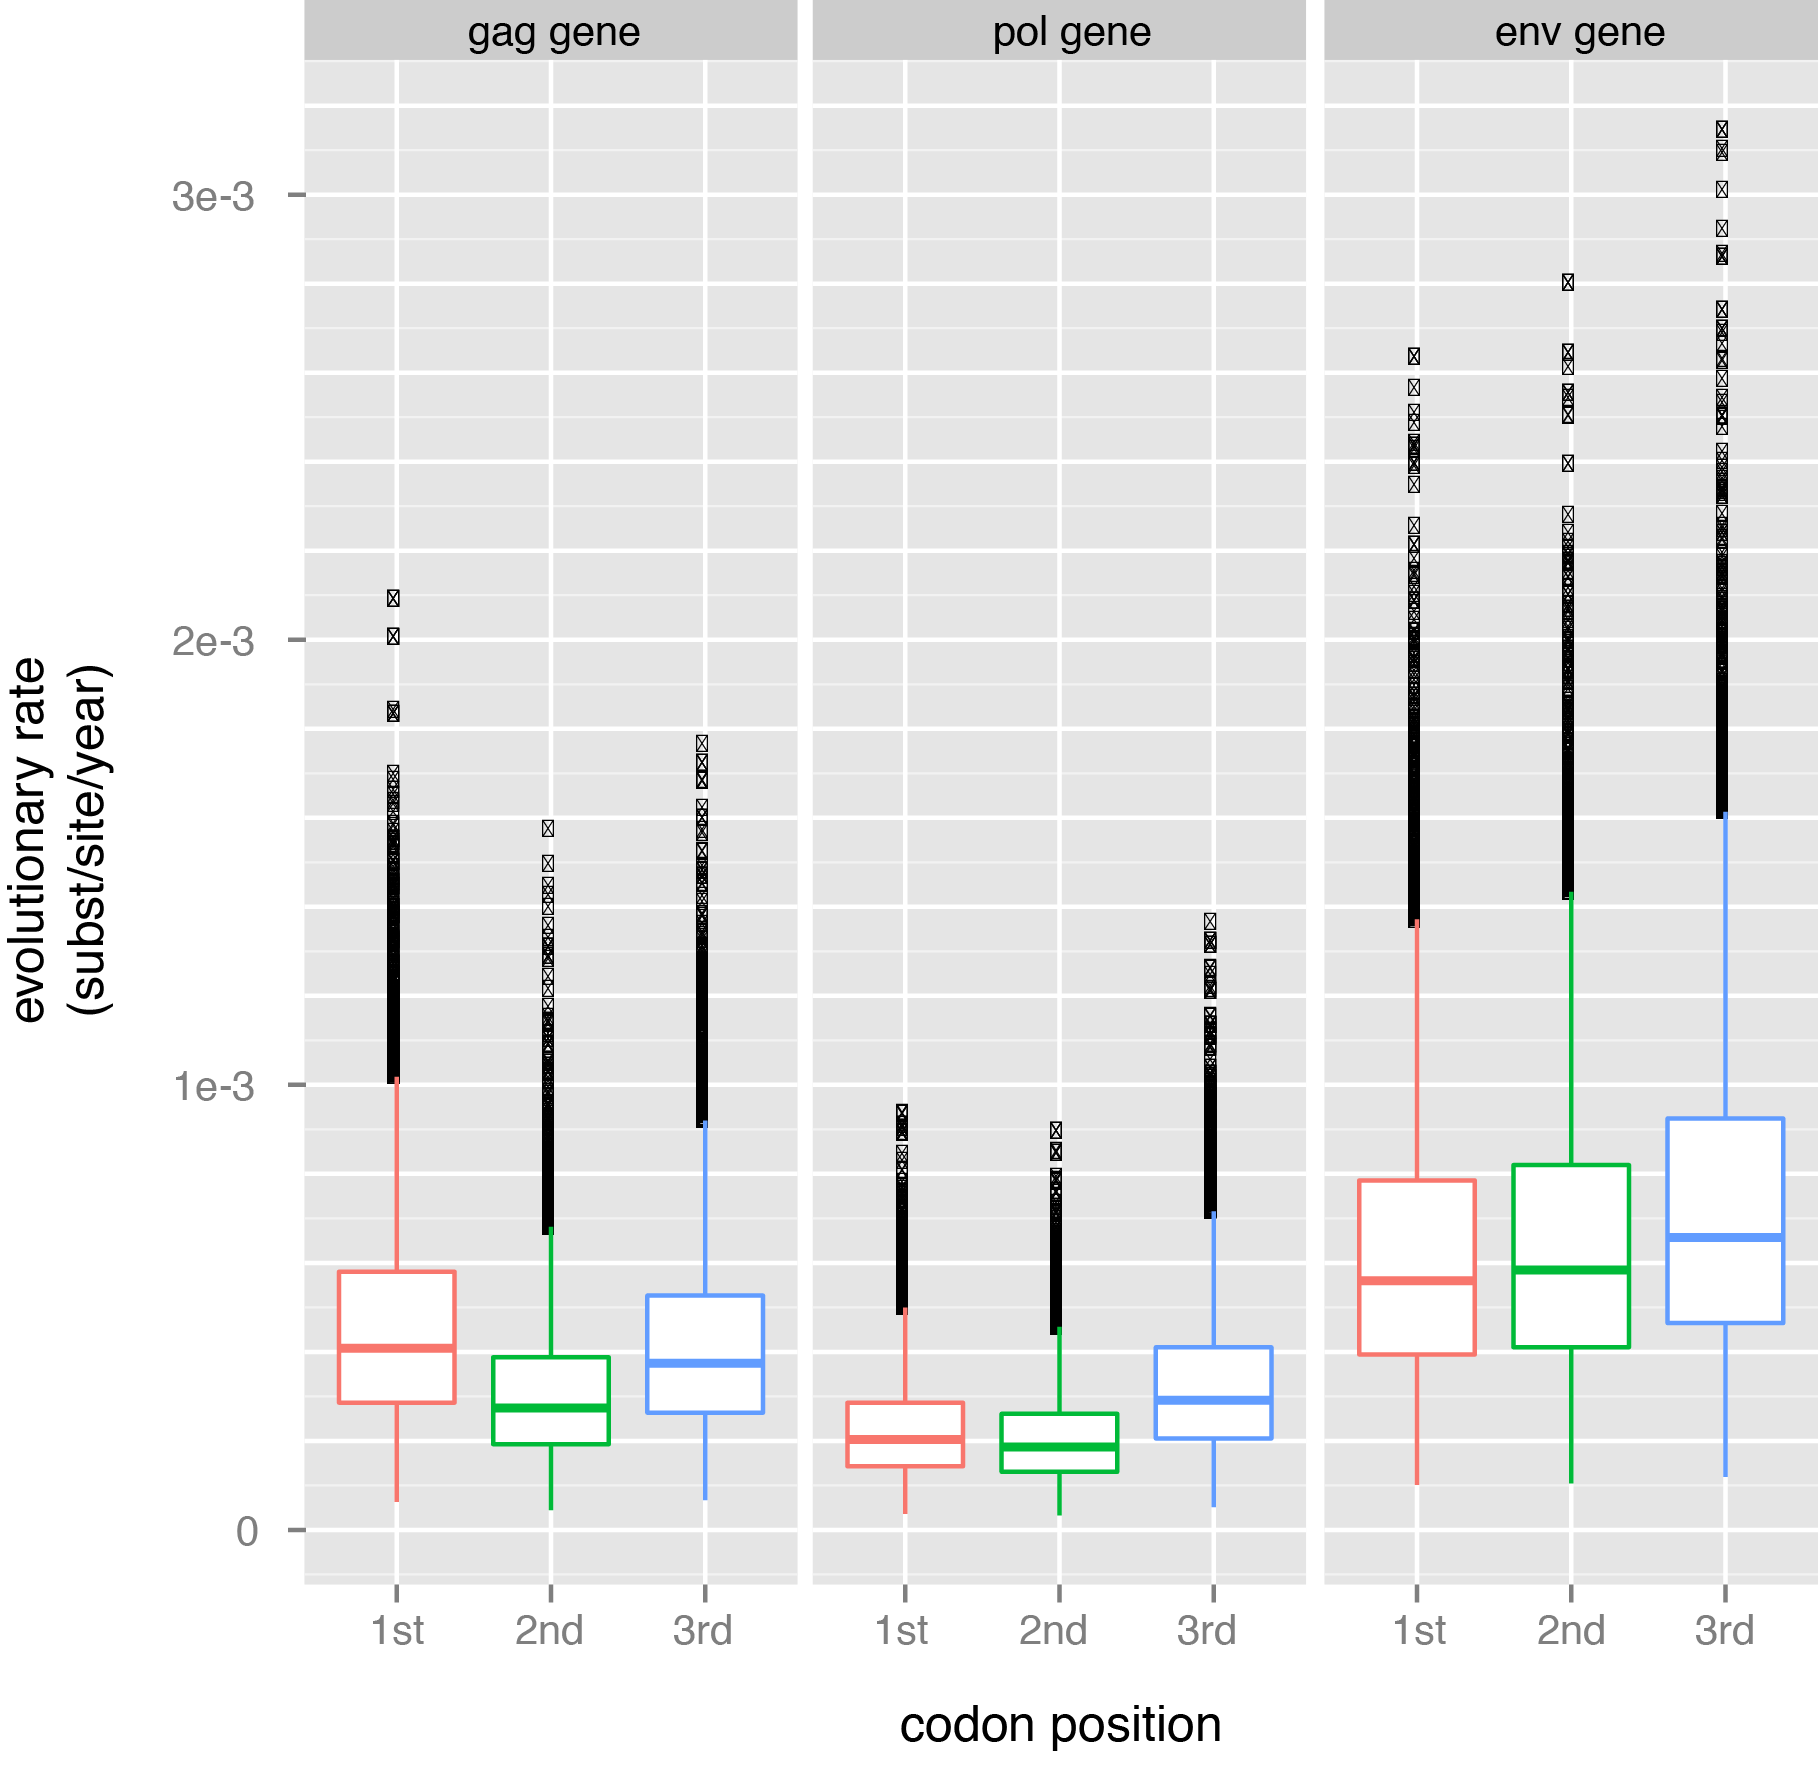 gag gene pol gene env gene
3e-3
2e-3
1e-3
0
evolutionary rate
(subst/site/year)
1st 2nd 3rd 1st 2nd 3rd 1st 2nd 3rd
codon position